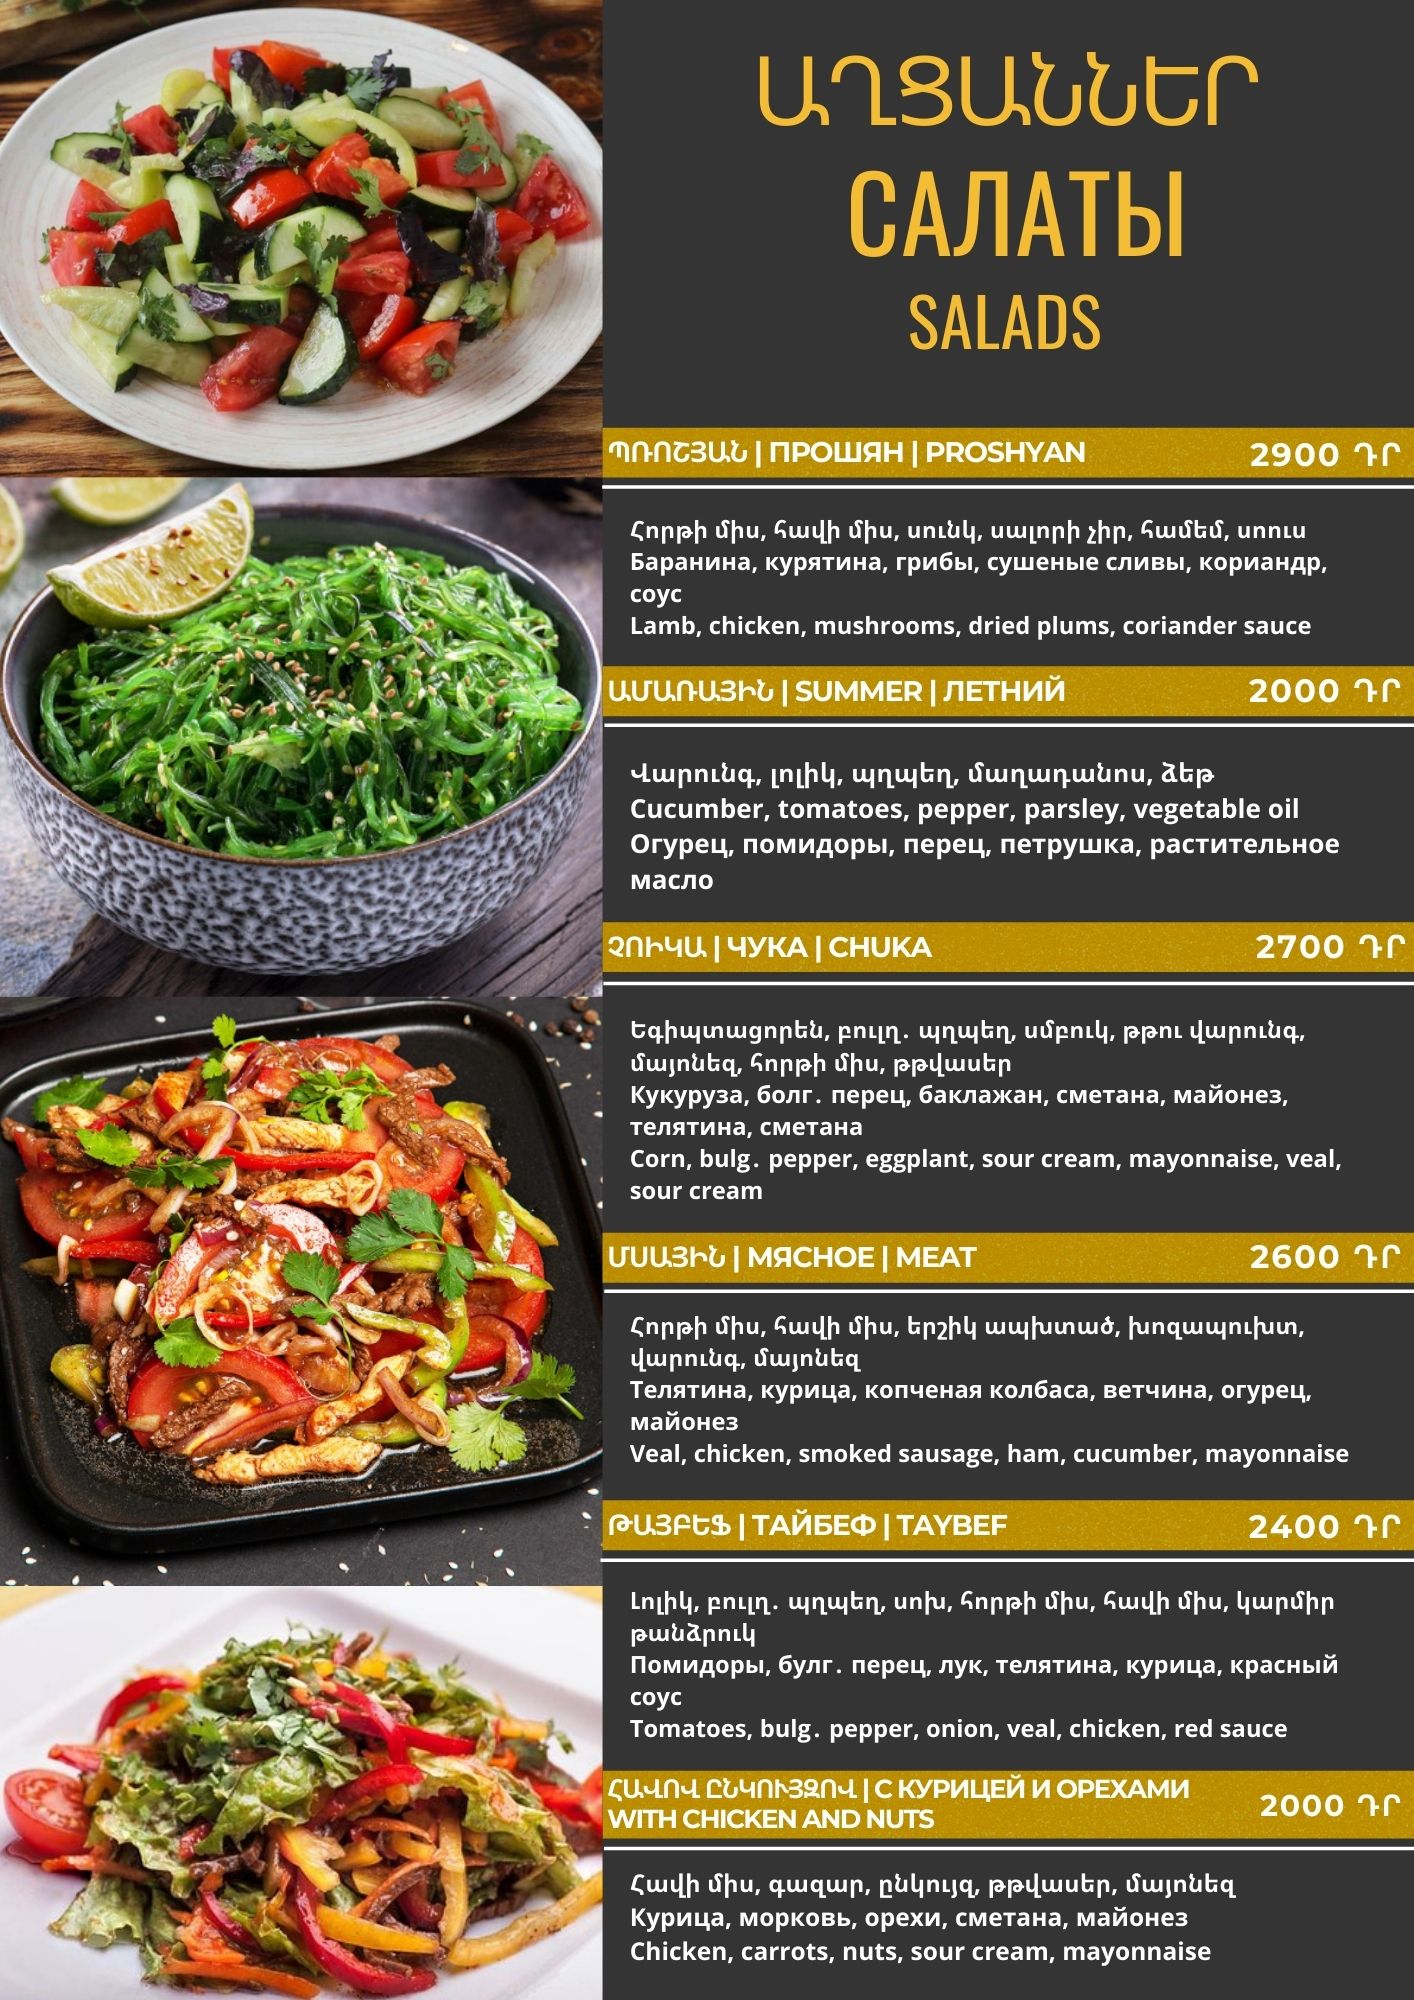 ԱՂՑԱՆՆԵՐ
САЛАТЫ
SALADS
ՊՌՈՇՅԱՆ | ПРОШЯН | PROSHYAN 2900 ԴՐ
Հորթի միս, հավի միս, սունկ, սալորի չիր, համեմ, սոուս
Баранина, курятина, грибы, сушеные сливы, кориандр,
соус
Lamb, chicken, mushrooms, dried plums, coriander sauce
ԱՄԱՌԱՅԻՆ | SUMMER | ЛЕТНИЙ 2000 ԴՐ
Վարունգ, լոլիկ, պղպեղ, մաղադանոս, ձեթ
Cucumber, tomatoes, pepper, parsley, vegetable oil
Огурец, помидоры, перец, петрушка, растительное
масло
ՉՈՒԿԱ | ЧУКА | CHUKA 2700 ԴՐ
Եգիպտացորեն, բուլղ․ պղպեղ, սմբուկ, թթու վարունգ,
մայոնեզ, հորթի միս, թթվասեր
Кукуруза, болг․ перец, баклажан, сметана, майонез,
телятина, сметана
Corn, bulg․ pepper, eggplant, sour cream, mayonnaise, veal,
sour cream
ՄՍԱՅԻՆ | МЯСНОЕ | MEAT 2600 ԴՐ
Հորթի միս, հավի միս, երշիկ ապխտած, խոզապուխտ,
վարունգ, մայոնեզ
Телятина, курица, копченая колбаса, ветчина, огурец,
майонез
Veal, chicken, smoked sausage, ham, cucumber, mayonnaise
ԹԱՅԲԵՖ | ТАЙБЕФ | TAYBEF 2400 ԴՐ
Լոլիկ, բուլղ․ պղպեղ, սոխ, հորթի միս, հավի միս, կարմիր
թանձրուկ
Помидоры, булг․ перец, лук, телятина, курица, красный
соус
Tomatoes, bulg․ pepper, onion, veal, chicken, red sauce
ՀԱՎՈՎ ԸՆԿՈՒՅԶՈՎ | С КУРИЦЕЙ И ОРЕХАМИ
WITH CHICKEN AND NUTS 2000 ԴՐ
Հավի միս, գազար, ընկույզ, թթվասեր, մայոնեզ
Курица, морковь, орехи, сметана, майонез
Chicken, carrots, nuts, sour cream, mayonnaise